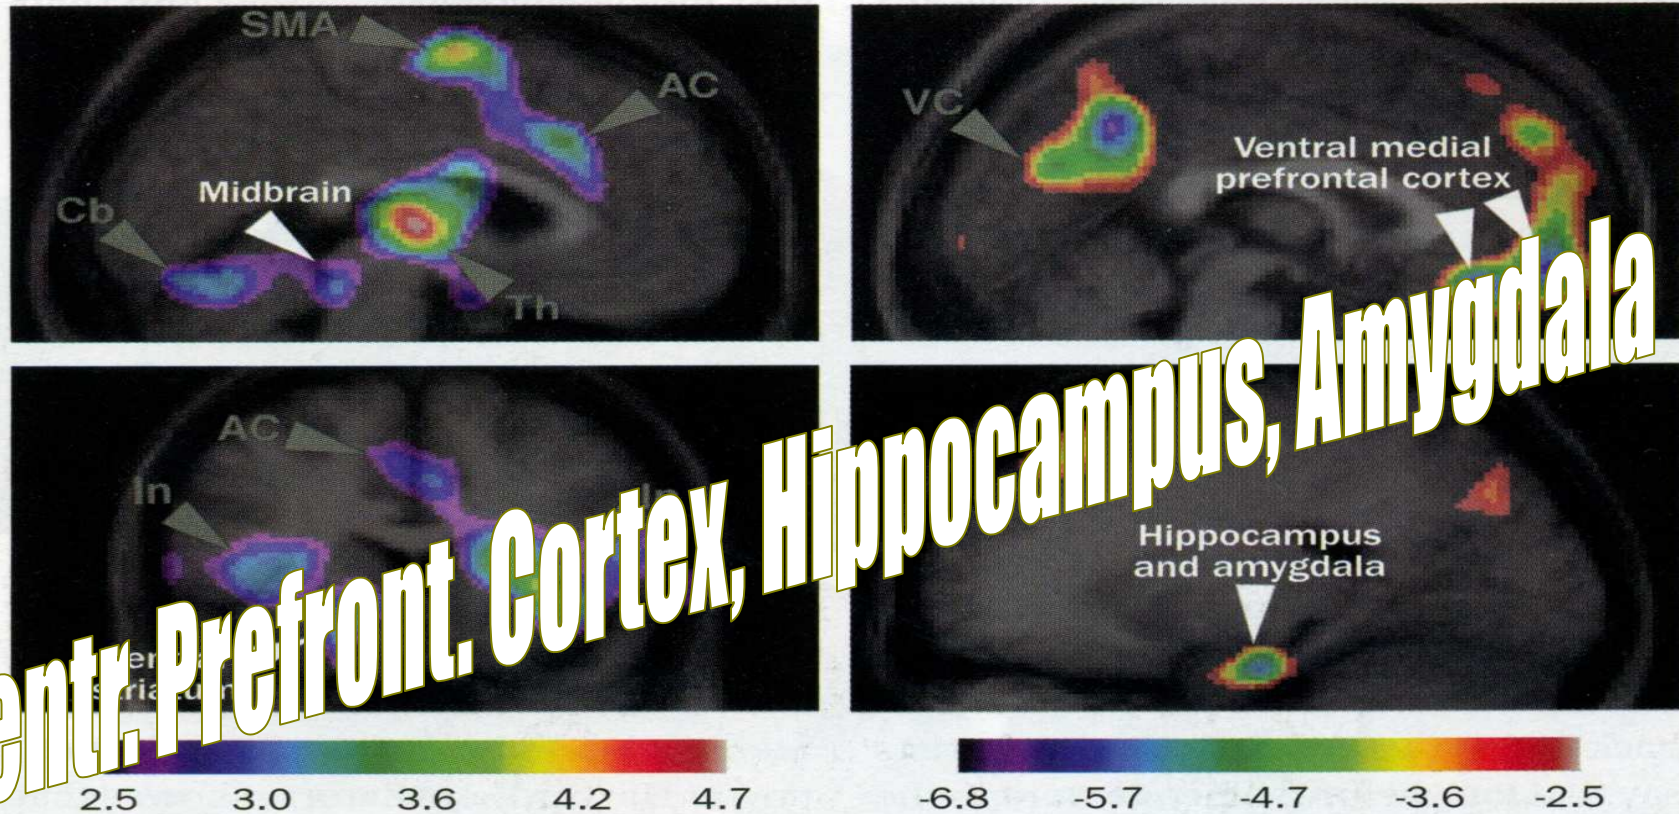 SMA
AC
Cb
Midbrain
Th
VC
Ventral medial
prefrontal cortex
AC
In
In
Hippocampus
and amygdala
entr. Prefront. Cortex, Hippocampus, Amygdala
2.5 3.0 3.6 4.2 4.7
-6.8 -5.7 -4.7 -3.6 -2.5